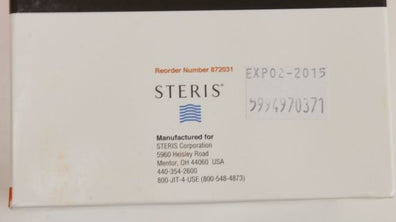 Reorder Number 872031
STERIS®
EXP02-2015
5994970371
Manufactured for
STERIS Corporation
5960 Heisley Road
Mentor, OH 44060 USA
440-354-2600
800-JIT-4-USE (800-548-4873)